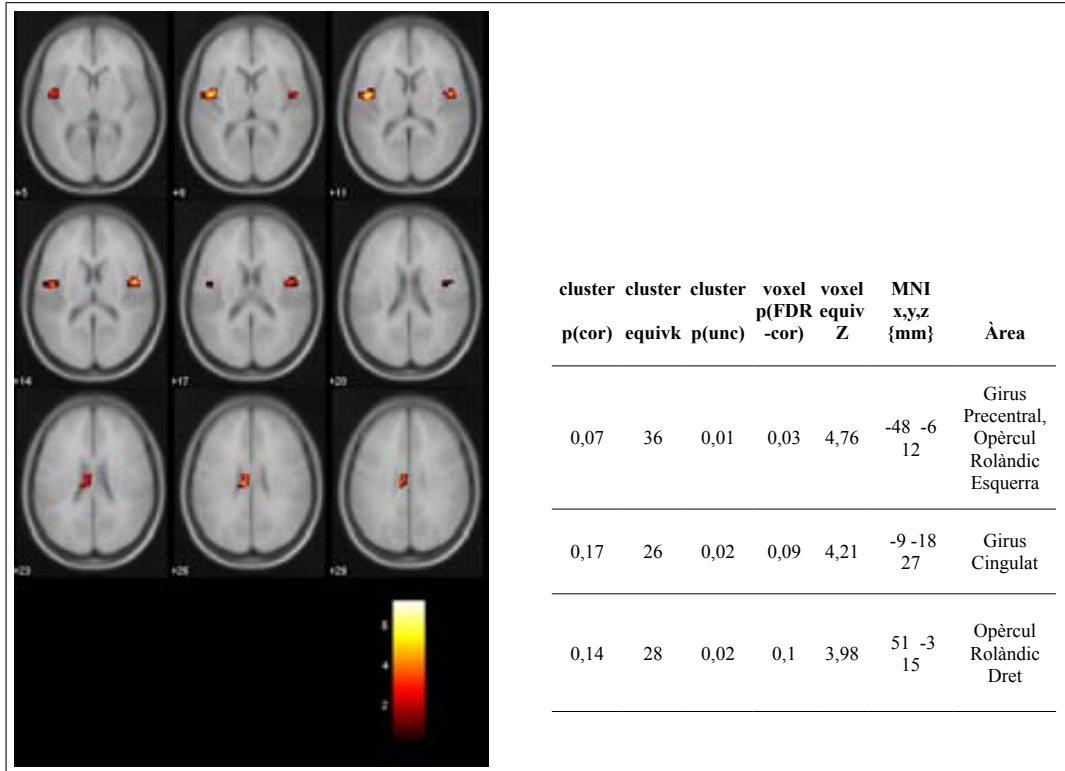 +5
+8
+11
+14
+17
+20
+23
+26
+29
6
4
2
cluster cluster cluster voxel voxel MNI
p(FDR equiv x,y,z
p(cor) equivk p(unc) -cor) Z {mm} Àrea
Girus
Precentral,
0,07 36 0,01 0,03 4,76 -48 -6 Opèrcul
12 Rolàndic
Esquerra
0,17 26 0,02 0,09 4,21 -9 -18 Girus
27 Cingulat
Opèrcul
0,14 28 0,02 0,1 3,98 51 -3 Rolàndic
15 Dret